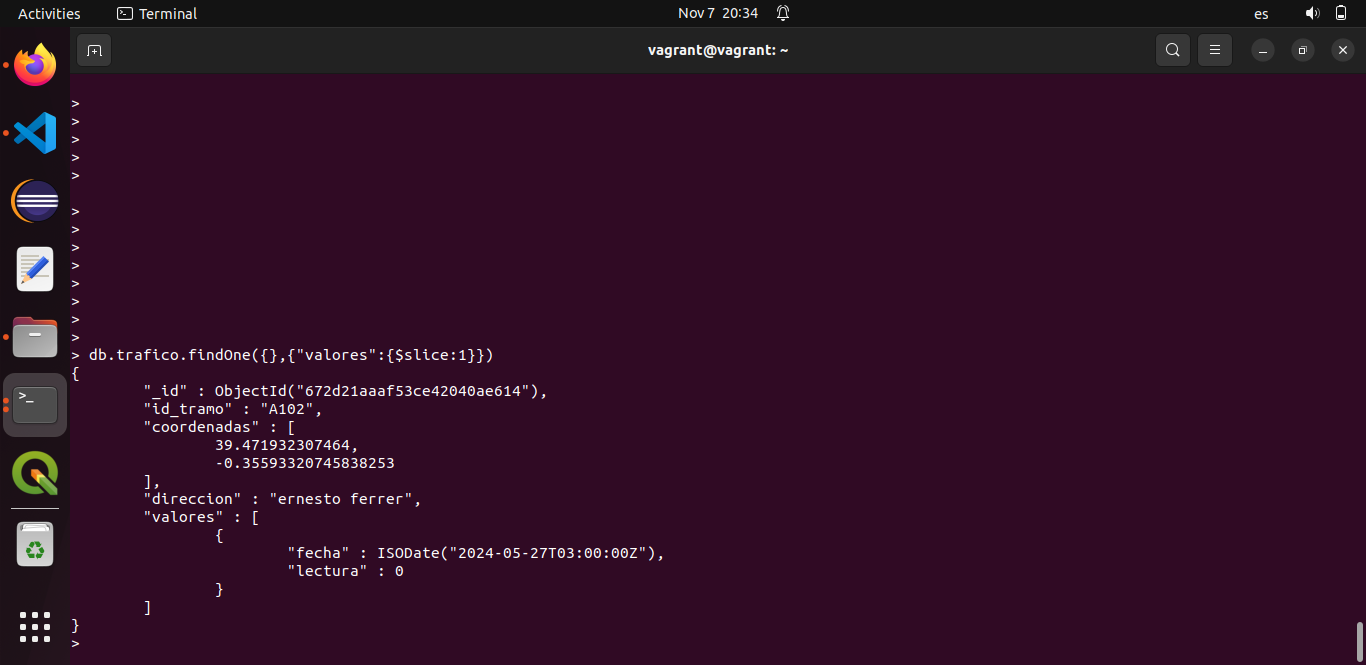 Activities
Terminal
Nov 7 20:34
es
vagrant@vagrant: ~
>
>
>
>
>
>
>
>
>
>
>
>
>
> db.trafico.findOne({},{"valores":{$slice:1}})
{
"_id" : ObjectId("672d21aaaf53ce42040ae614"),
"id_tramo" : "A102",
"coordenadas" : [
39.471932307464,
-0.35593320745838253
],
"direccion" : "ernesto ferrer",
"valores" : [
{
"fecha" : ISODate("2024-05-27T03:00:00Z"),
"lectura" : 0
}
]
}
>